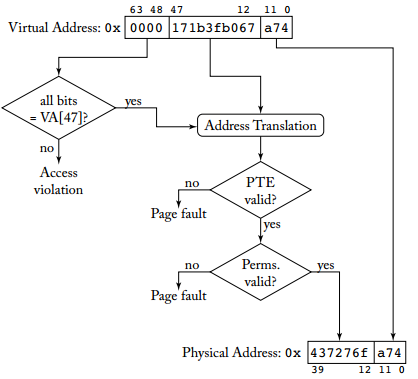 63 48 47 12 11 0
Virtual Address: 0x 0000 171b3fb067 a74
all bits
= VA[47]?
yes
Address Translation
no
Access
violation
PTE
valid?
no
Page fault
yes
Perms.
valid?
no
yes
Page fault
Physical Address: 0x 437276f a74
39 12 11 0